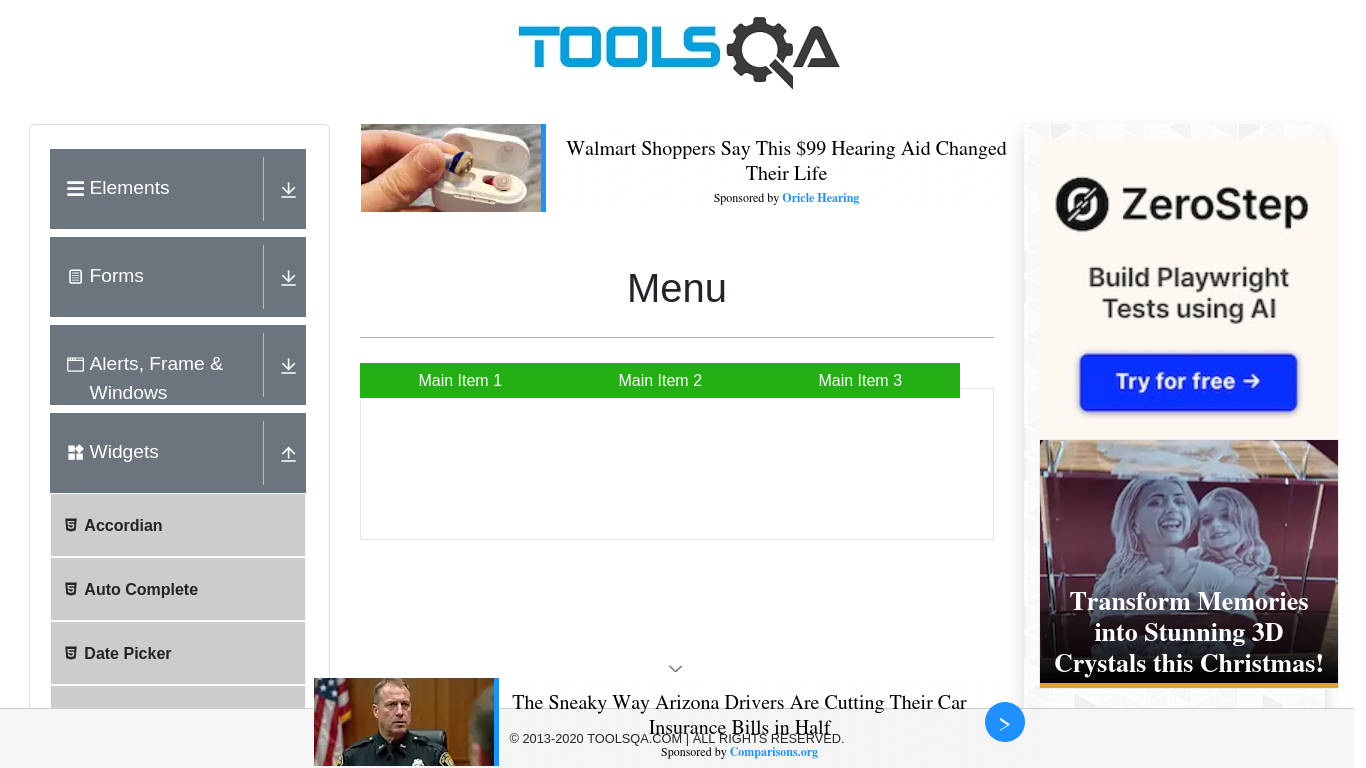 TOOLSQA
Elements
Forms
Alerts, Frame &
Windows
Widgets
Accordian
Auto Complete
Date Picker
Walmart Shoppers Say This $99 Hearing Aid Changed
Their Life
Sponsored by Oricle Hearing
Menu
Main Item 1
Main Item 2
Main Item 3
ZeroStep
Build Playwright
Tests using AI
Try for free →
Transform Memories
into Stunning 3D
Crystals this Christmas!
The Sneaky Way Arizona Drivers Are Cutting Their Car
Insurance Bills in Half
Sponsored by Comparisons.org
© 2013-2020 TOOLSQA.COM | ALL RIGHTS RESERVED.